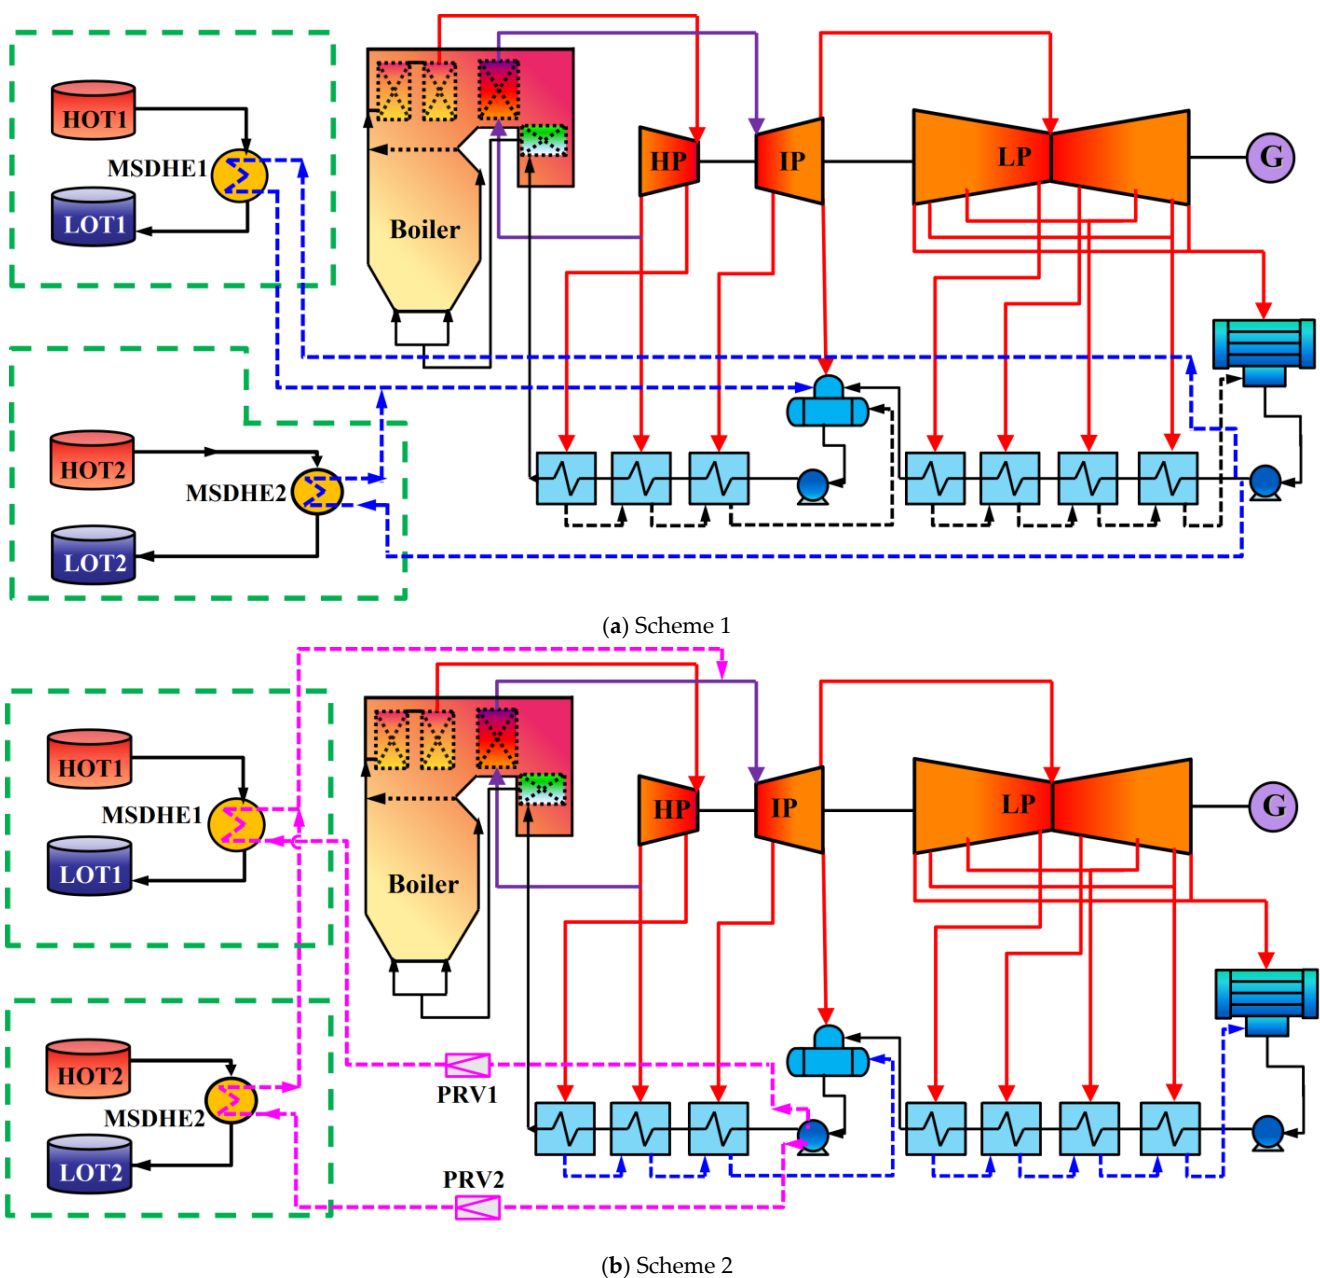 HOT1
MSDHE1
LOT1
Boiler
HP
IP
LP
G
HOT2
MSDHE2
LOT2
(a) Scheme 1
HOT1
MSDHE1
LOT1
Boiler
HP
IP
LP
G
HOT2
MSDHE2
LOT2
PRV1
PRV2
(b) Scheme 2